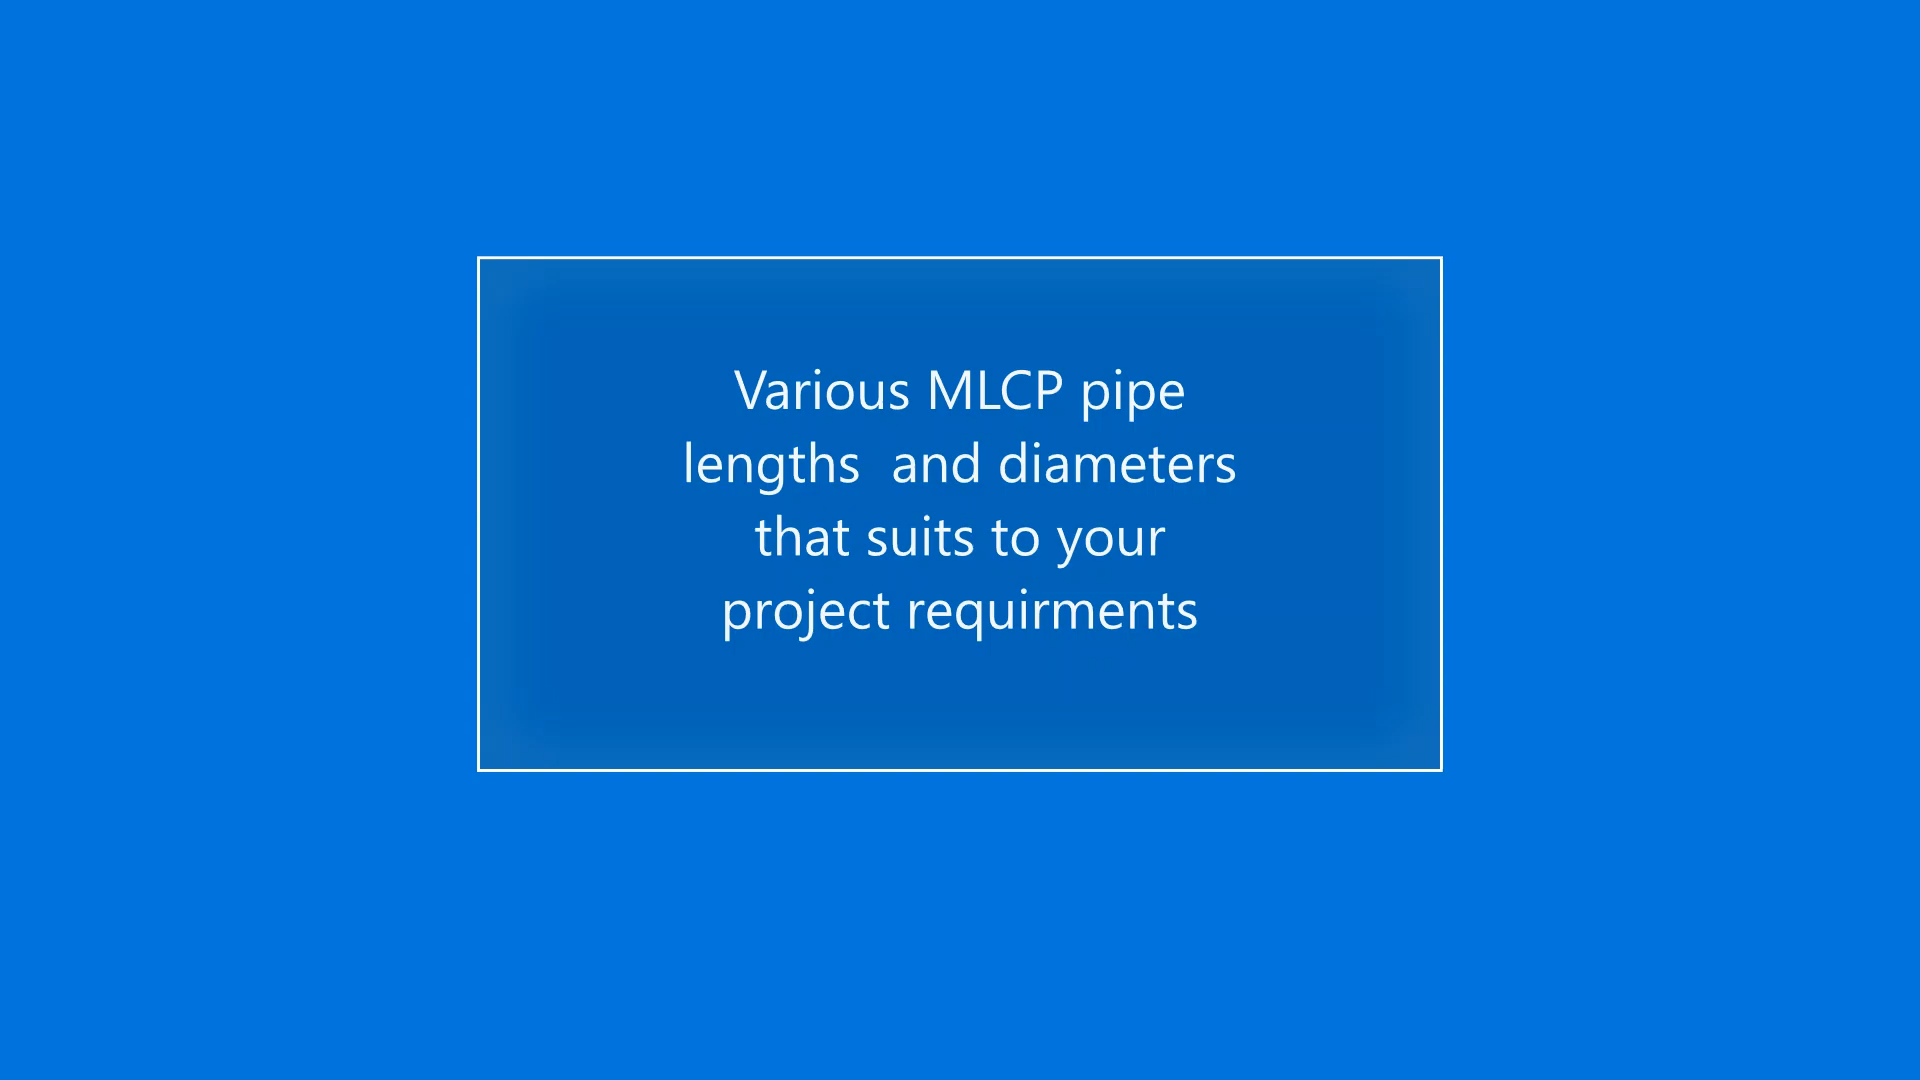 Various MLCP pipe
lengths  and diameters
that suits to your
project requirments